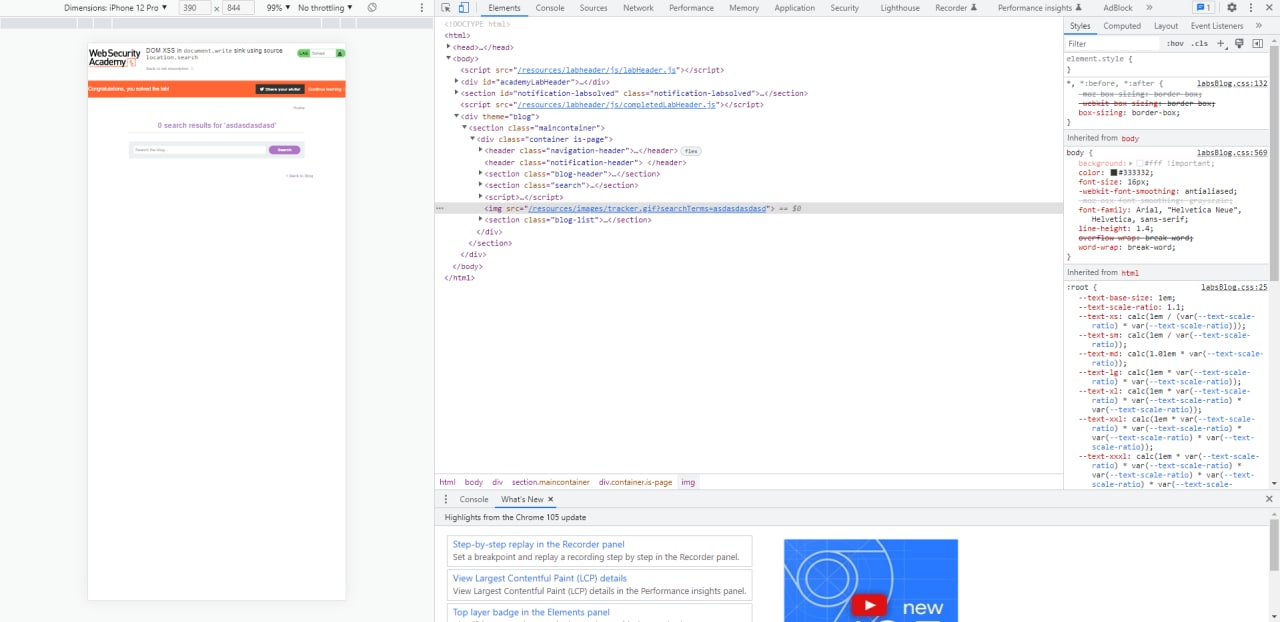 Dimensions: iPhone 12 Pro ▼ 390 × 844 99% ▼ No throttling ▼
Elements Console Sources Network Performance Memory Application Security Lighthouse Recorder Performance insights AdBlock » 1
WebSecurity
Academy
DOM XSS in document.write sink using source
location.search
LAB Solved
Congratulations, you solved the lab!
Share your skills!
Continue learning
Home
0 search results for 'asdasdasdasd'
Search the blog...
Search
< Back to Blog
<!DOCTYPE html>
<html>
<head>…</head>
<body>
<script src="/resources/labheader/js/labHeader.js"></script>
<div id="academyLabHeader">…</div>
<section id="notification-labsolved" class="notification-labsolved">…</section>
<script src="/resources/labheader/js/completedLabHeader.js"></script>
<div theme="blog">
<section class="maincontainer">
<div class="container is-page">
<header class="navigation-header">…</header> flex
<header class="notification-header"> </header>
<section class="blog-header">…</section>
<section class="search">…</section>
<script>…</script>
<img src="/resources/images/tracker.gif?searchTerms=asdasdasdasd"> == $0
<section class="blog-list">…</section>
</div>
</section>
</div>
</body>
</html>
html body div section.maincontainer div.container.is-page img
Styles Computed Layout Event Listeners »
Filter :hov .cls
element.style {
}
*, *:before, *:after { labsBlog.css:132
-moz-box-sizing: border-box;
-webkit-box-sizing: border-box;
box-sizing: border-box;
}
Inherited from body
body { labsBlog.css:569
background: #fff !important;
color: #333332;
font-size: 16px;
-webkit-font-smoothing: antialiased;
-moz-osx-font-smoothing: grayscale;
font-family: Arial, "Helvetica Neue",
Helvetica, sans-serif;
line-height: 1.4;
overflow-wrap: break-word;
word-wrap: break-word;
}
Inherited from html
:root { labsBlog.css:25
--text-base-size: 1em;
--text-scale-ratio: 1.1;
--text-xs: calc(1em / (var(--text-scale-
ratio) * var(--text-scale-ratio)));
--text-sm: calc(1em / var(--text-scale-
ratio));
--text-md: calc(1.01em * var(--text-scale-
ratio));
--text-lg: calc(1em * var(--text-scale-
ratio) * var(--text-scale-ratio));
--text-xl: calc(1em * var(--text-scale-
ratio) * var(--text-scale-ratio) *
var(--text-scale-ratio));
--text-xxl: calc(1em * var(--text-scale-
ratio) * var(--text-scale-ratio) *
var(--text-scale-ratio) * var(--text-
scale-ratio));
--text-xxxl: calc(1em * var(--text-scale-
ratio) * var(--text-scale-ratio) *
var(--text-scale-ratio) * var(--text-
scale-ratio) * var(--text-scale-
Console What's New ×
Highlights from the Chrome 105 update
Step-by-step replay in the Recorder panel
Set a breakpoint and replay a recording step by step in the Recorder panel.
View Largest Contentful Paint (LCP) details
View Largest Contentful Paint (LCP) details in the Performance insights panel.
Top layer badge in the Elements panel
new